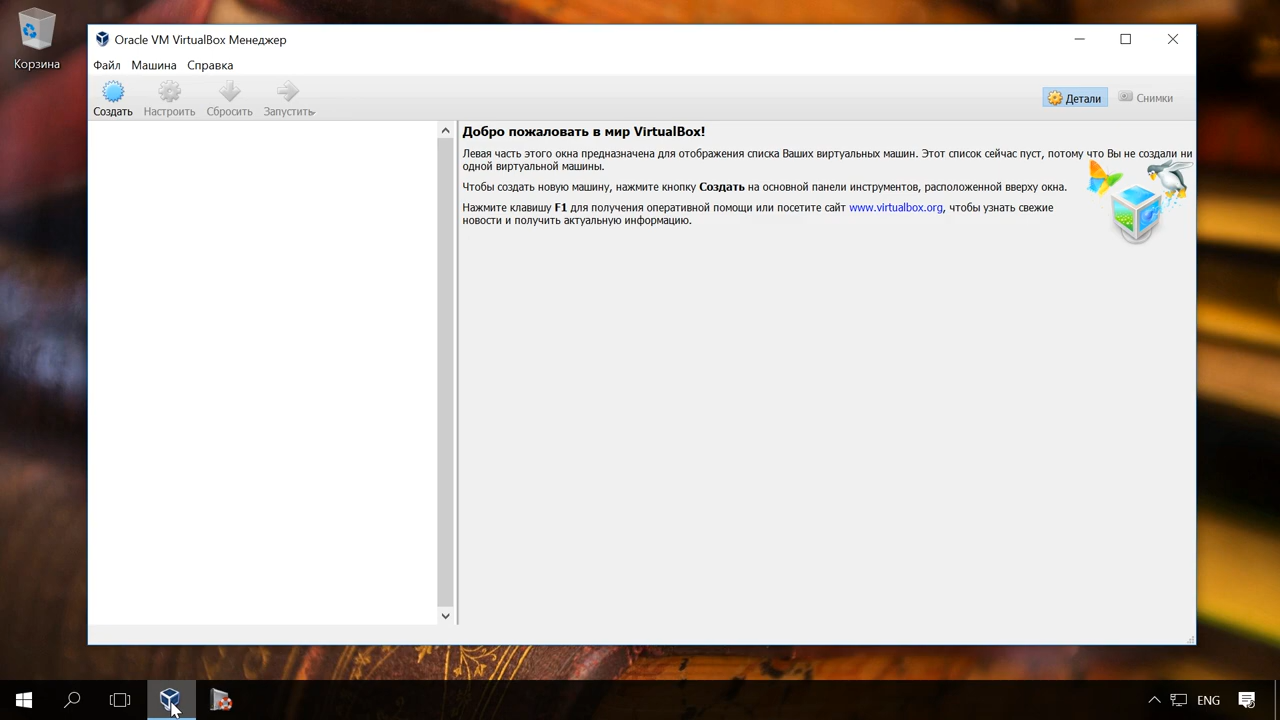 Корзина
Oracle VM VirtualBox Менеджер
Файл Машина Справка
Создать Настроить Сбросить Запустить
Детали Снимки
Добро пожаловать в мир VirtualBox!
Левая часть этого окна предназначена для отображения списка Ваших виртуальных машин. Этот список сейчас пуст, потому что Вы не создали ни
одной виртуальной машины.
Чтобы создать новую машину, нажмите кнопку Создать на основной панели инструментов, расположенной вверху окна.
Нажмите клавишу F1 для получения оперативной помощи или посетите сайт www.virtualbox.org, чтобы узнать свежие
новости и получить актуальную информацию.
ENG